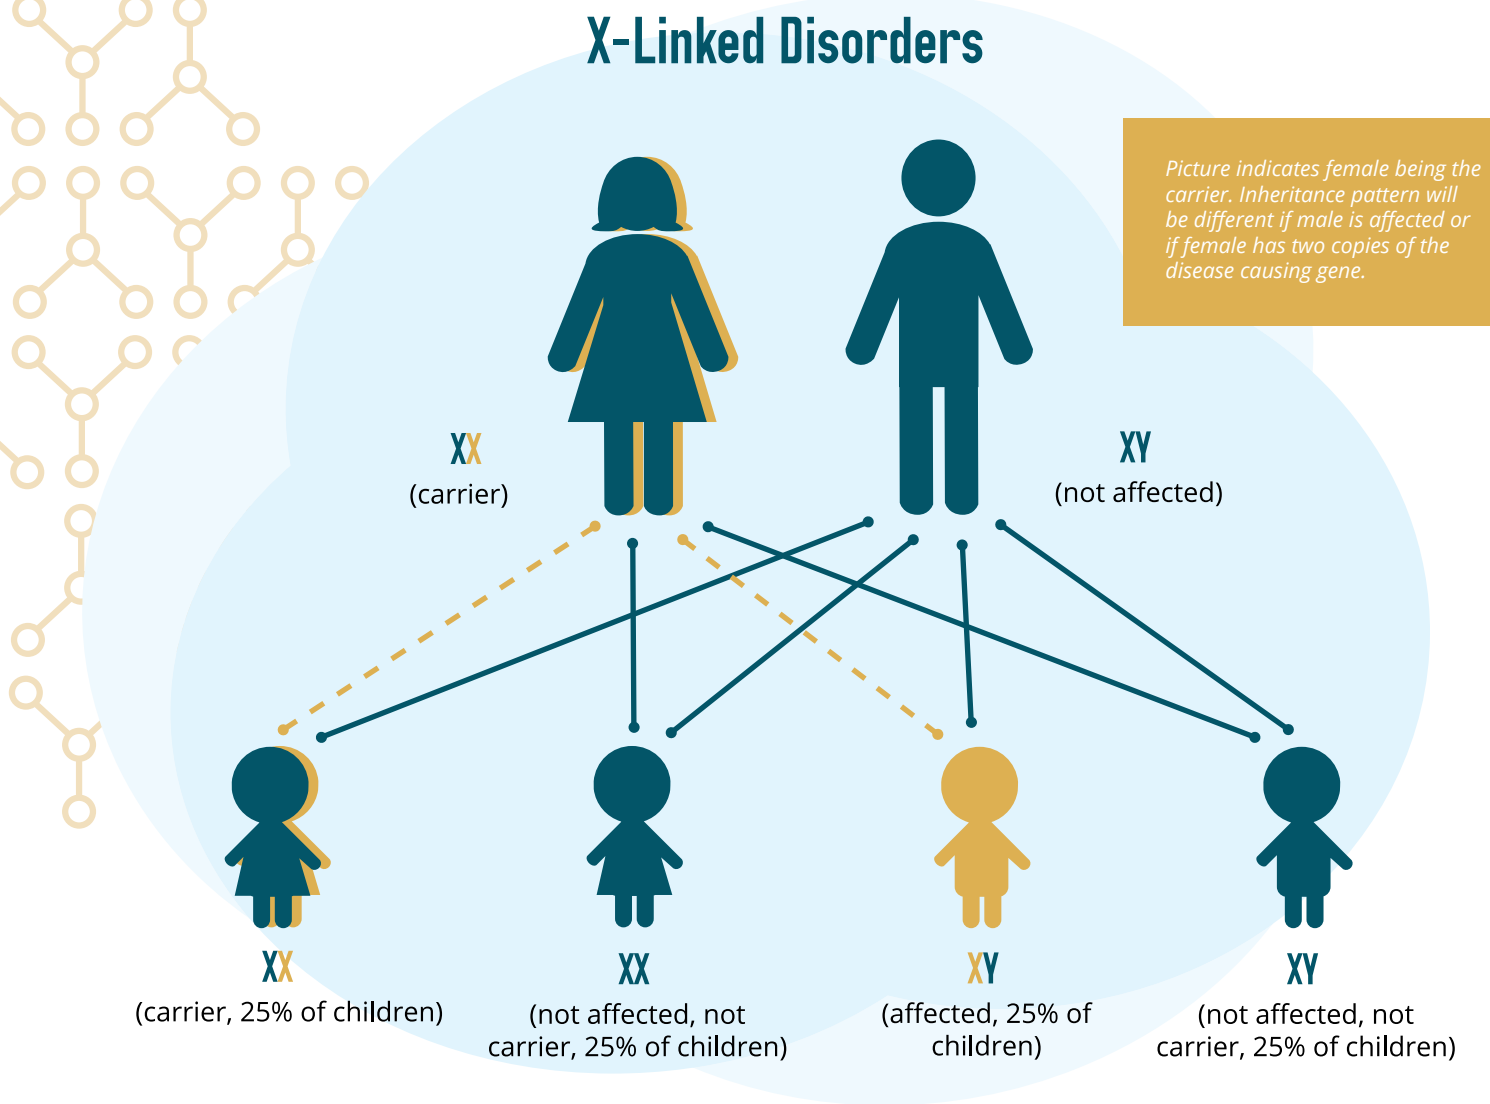 X-Linked Disorders
Picture indicates female being the
carrier. Inheritance pattern will
be different if male is affected or
if female has two copies of the
disease causing gene.
XX
(carrier)
XY
(not affected)
XX
(carrier, 25% of children)
XX
(not affected, not
carrier, 25% of children)
XY
(affected, 25% of
children)
XY
(not affected, not
carrier, 25% of children)